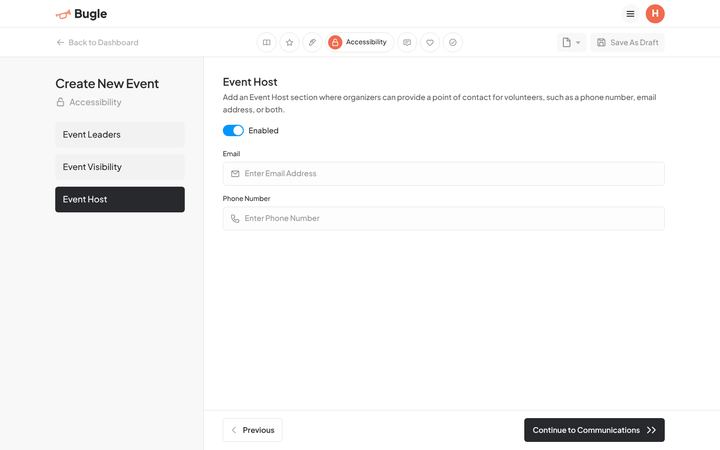 Bugle
H
Back to Dashboard
Accessibility
Save As Draft
Create New Event
Accessibility
Event Leaders
Event Visibility
Event Host
Event Host
Add an Event Host section where organizers can provide a point of contact for volunteers, such as a phone number, email
address, or both.
Enabled
Email
Enter Email Address
Phone Number
Enter Phone Number
Previous
Continue to Communications